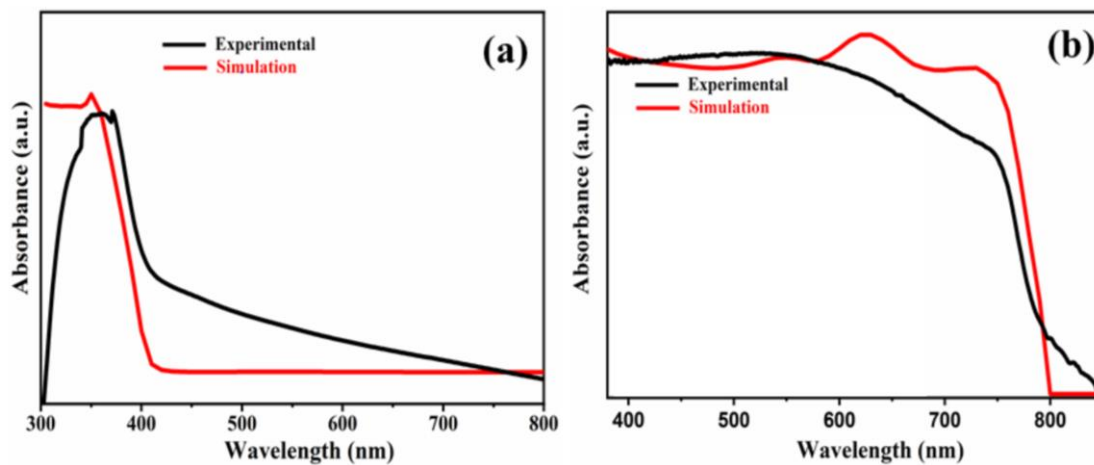 (a)
Experimental
Simulation
Absorbance (a.u.)
300 400 500 600 700 800
Wavelength (nm)
(b)
Experimental
Simulation
Absorbance (a.u.)
400 500 600 700 800
Wavelength (nm)